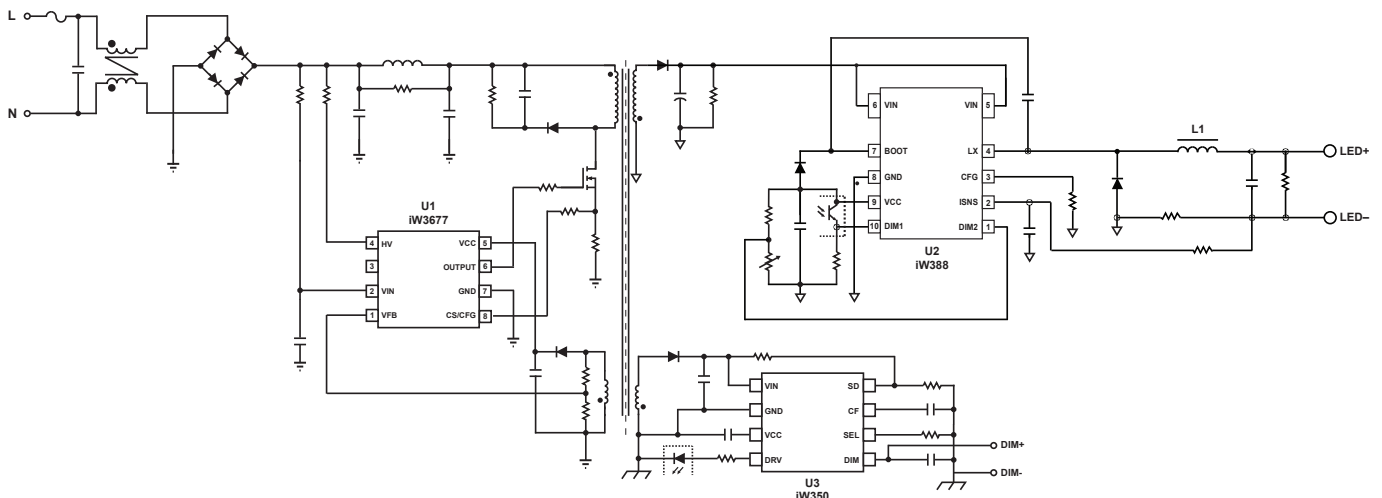 L
N
U1
iW3677
4 HV
3
2 VIN
1 VFB
VCC 5
OUTPUT 6
GND 7
CS/CFG 8
6 VIN
7 BOOT
8 GND
9 VCC
10 DIM1
VIN 5
LX 4
CFG 3
ISNS 2
DIM2 1
U2
iW388
L1
LED+
LED–
VIN
GND
VCC
DRV
SD
CF
SEL
DIM
U3
iW350
DIM+
DIM-